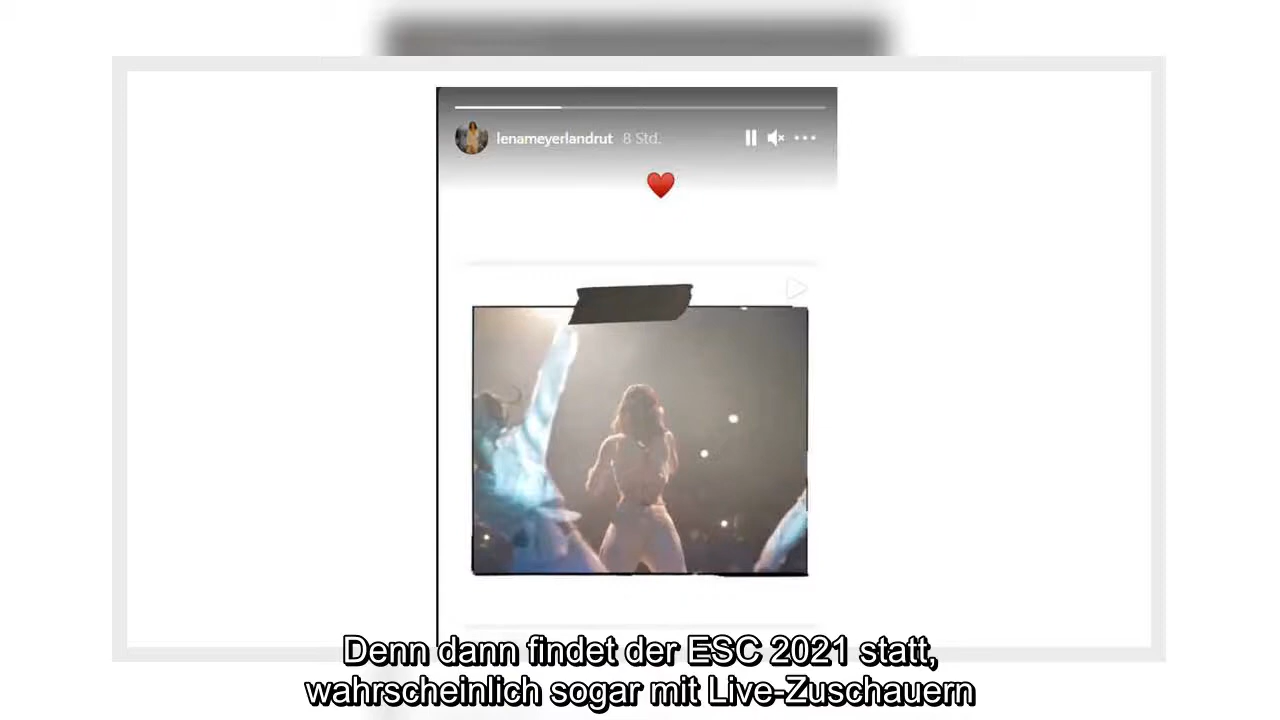 lenameyerlandrut 8 Std.
Denn dann findet der ESC 2021 statt,
wahrscheinlich sogar mit Live-Zuschauern